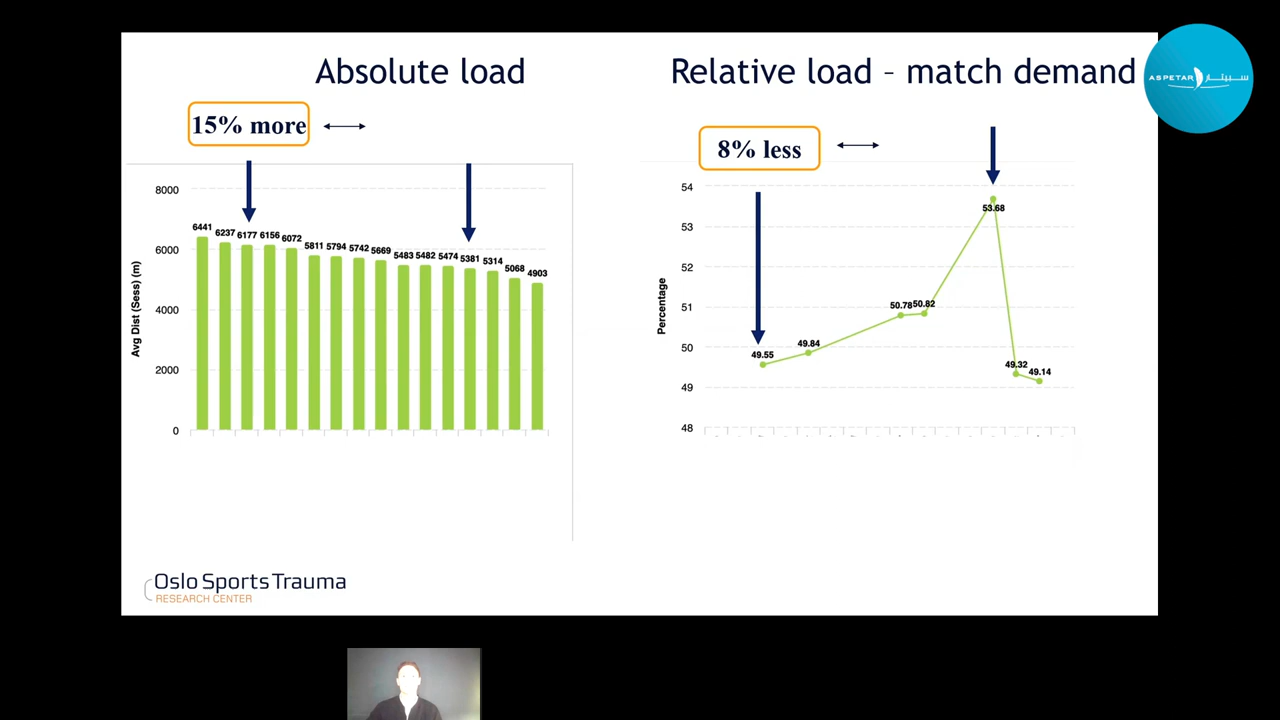 Absolute load
Relative load – match demand
ASPETAR سبيتار
15% more
8% less
8000
6000
4000
2000
0
Avg Dist (Sess) (m)
6441 6237 6177 6156 6072 5811 5794 5742 5669 5483 5482 5474 5381 5314 5068 4903
54
53
52
51
50
49
48
Percentage
49.55 49.84 50.78 50.82 53.68 49.32 49.14
Oslo Sports Trauma
RESEARCH CENTER